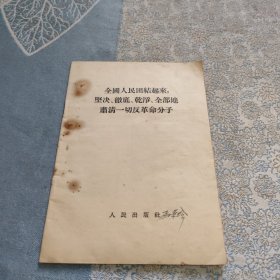 全國人民團結起來，
堅决、徹底、乾淨、全部地
肅清一切反革命分子
人民出版社